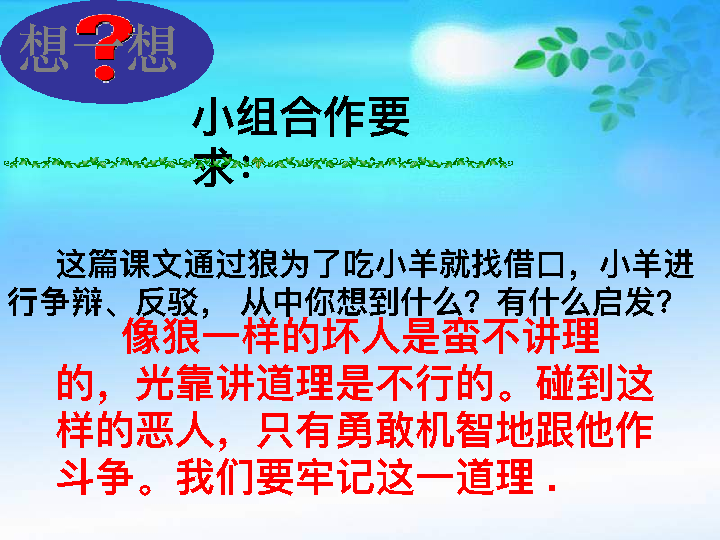 想一想
?
小组合作要
求：
这篇课文通过狼为了吃小羊就找借口，小羊进
行争辩、反驳， 从中你想到什么？有什么启发？
像狼一样的坏人是蛮不讲理
的，光靠讲道理是不行的。碰到这
样的恶人，只有勇敢机智地跟他作
斗争。我们要牢记这一道理 .